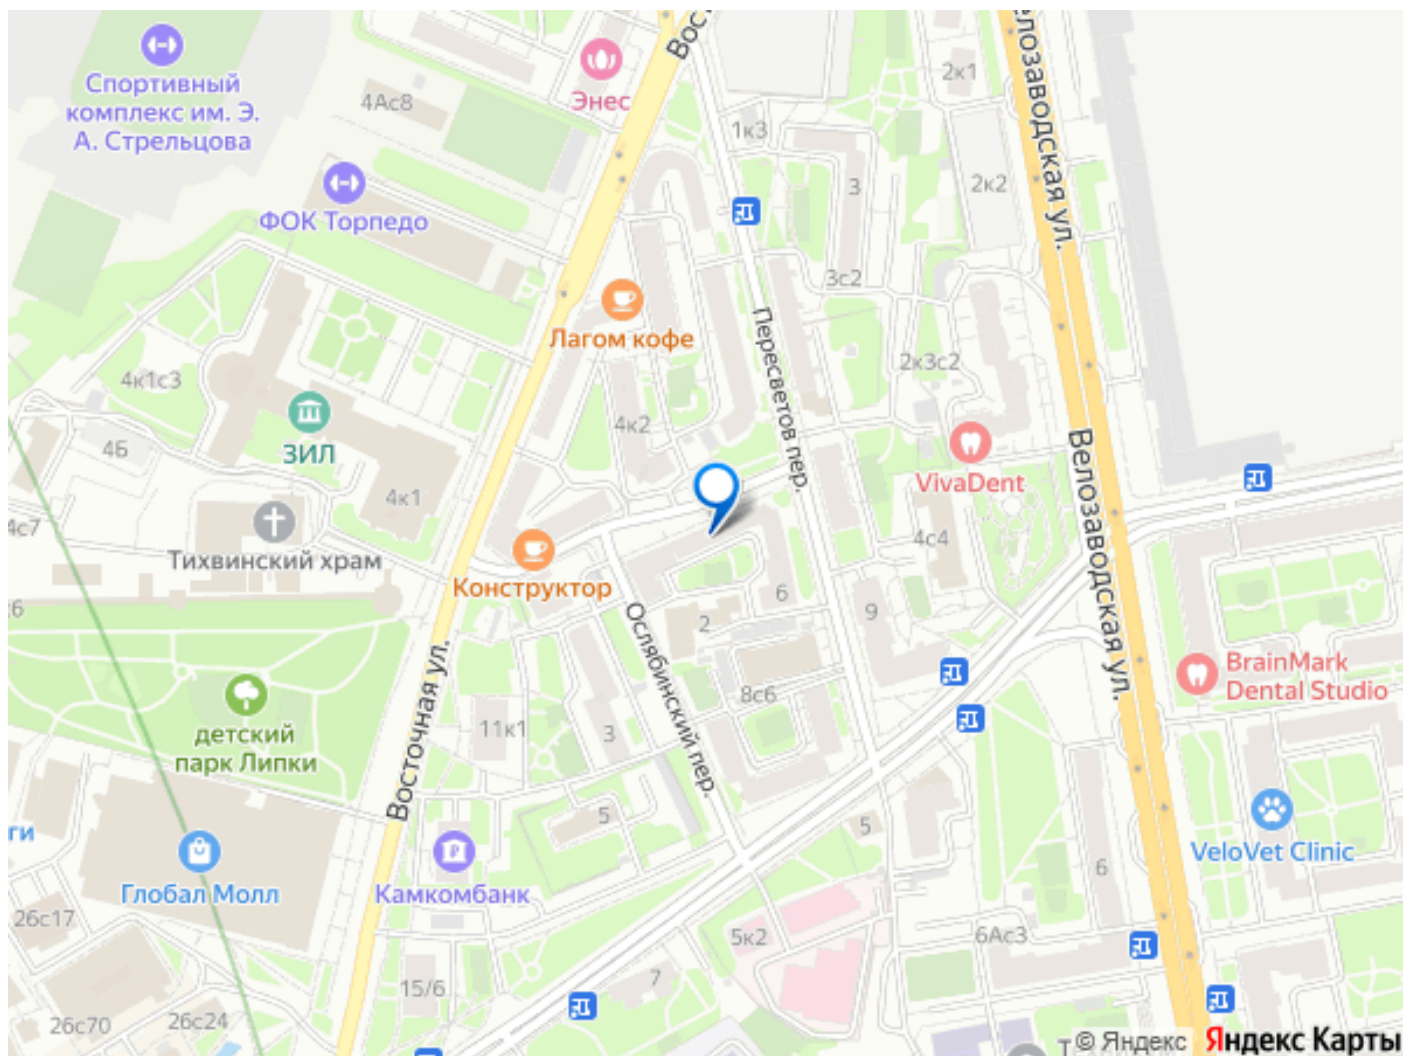 Спортивный
комплекс им. Э.
А. Стрельцова
Энес
4Ас8
ФОК Торпедо
2к1
1к3
3
2к2
Велозаводская ул.
3с2
Лагом кофе
Пересветов пер.
2к3с2
4к1с3
4к2
ЗИЛ
4Б
4к1
VivaDent
Велозаводская ул.
4с7
Тихвинский храм
4с4
Конструктор
6
9
2
Ослябинский пер.
Восточная ул.
BrainMark
Dental Studio
8с6
детский
парк Липки
11к1
3
5
5
VeloVet Clinic
Глобал Молл
Камкомбанк
6
26с17
5к2
6Ас3
7
15/6
26с70
26с24
© Яндекс
Яндекс Карты